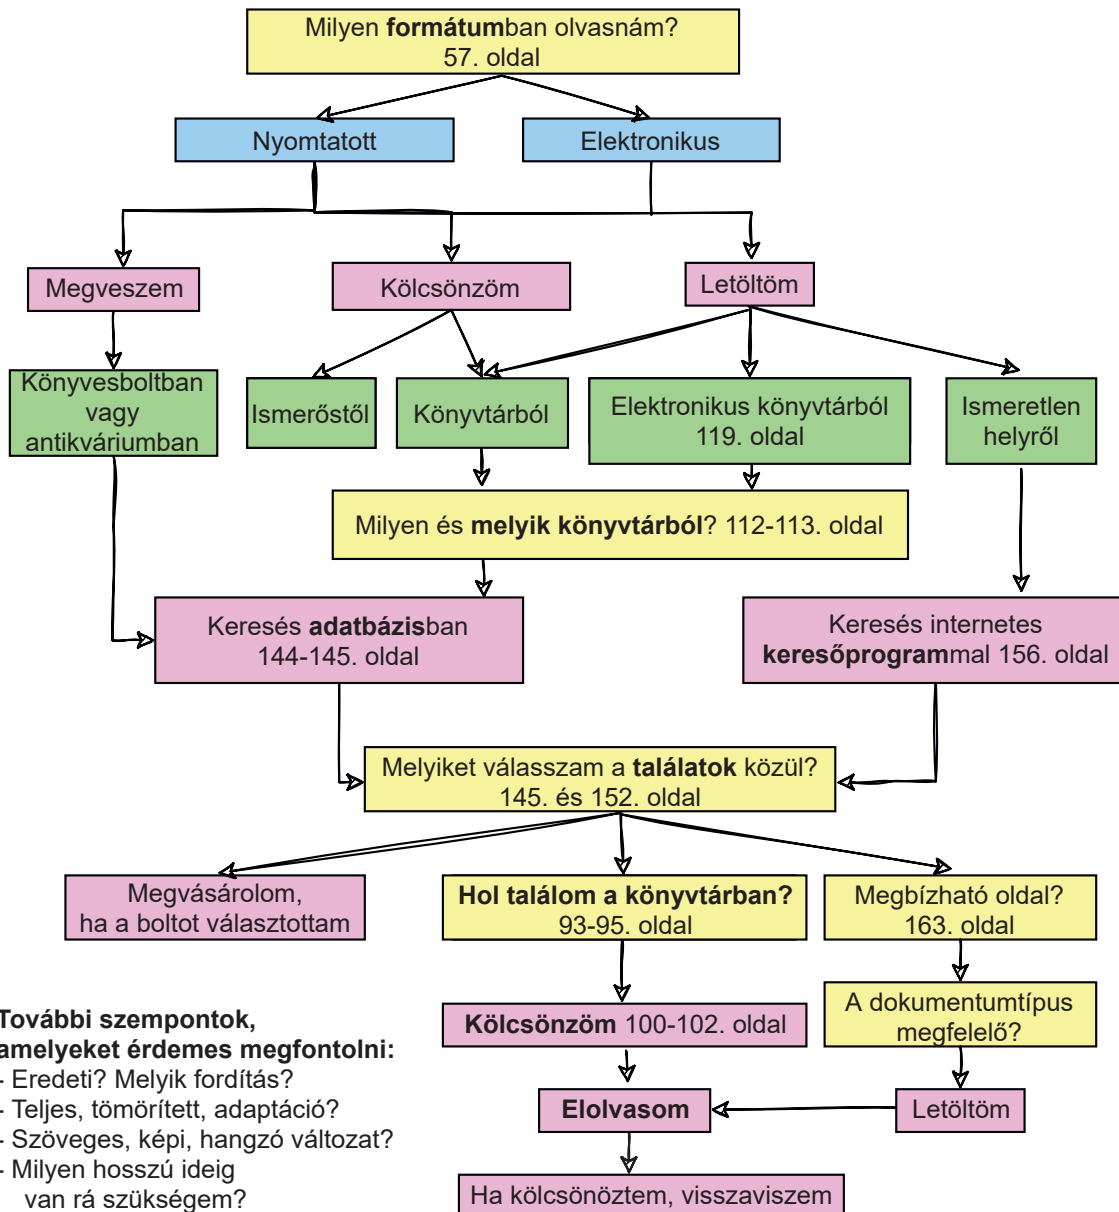 Milyen formátumban olvasnám?
57. oldal
Nyomtatott
Elektronikus
Megveszem
Kölcsönzöm
Letöltöm
Könyvesboltban
vagy
antikváriumban
Ismerőstől
Könyvtárból
Elektronikus könyvtárból
119. oldal
Ismeretlen
helyről
Milyen és melyik könyvtárból? 112-113. oldal
Keresés adatbázisban
144-145. oldal
Keresés internetes
keresőprogrammal 156. oldal
Melyiket válasszam a találatok közül?
145. és 152. oldal
Megvásárolom,
ha a boltot választottam
Hol találom a könyvtárban?
93-95. oldal
Megbízható oldal?
163. oldal
Kölcsönzöm 100-102. oldal
A dokumentumtípus
megfelelő?
Elolvasom
Letöltöm
Ha kölcsönöztem, visszaviszem
További szempontok,
amelyeket érdemes megfontolni:
- Eredeti? Melyik fordítás?
- Teljes, tömörített, adaptáció?
- Szöveges, képi, hangzó változat?
- Milyen hosszú ideig
van rá szükségem?